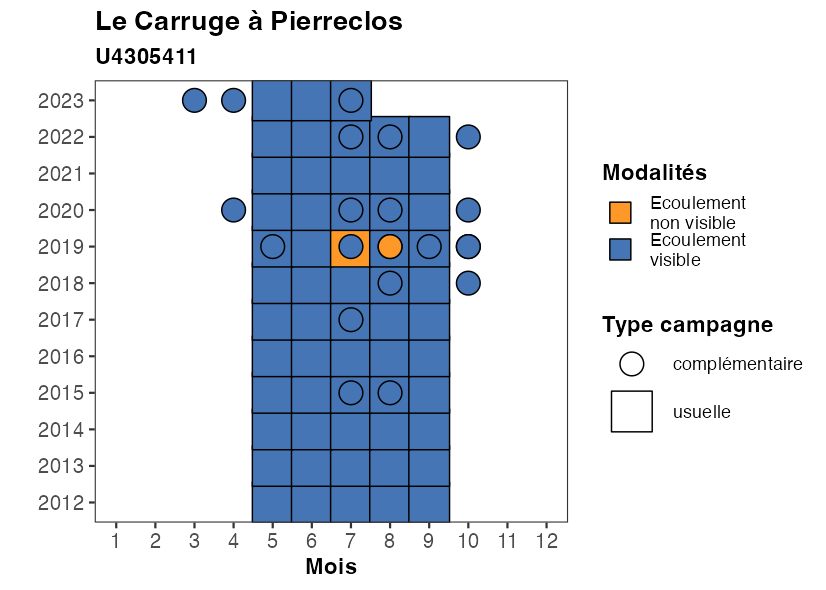 Le Carruge à Pierreclos
U4305411
2023
2022
2021
2020
2019
2018
2017
2016
2015
2014
2013
2012
1 2 3 4 5 6 7 8 9 10 11 12
Mois
Modalités
Ecoulement
non visible
Ecoulement
visible
Type campagne
complémentaire
usuelle